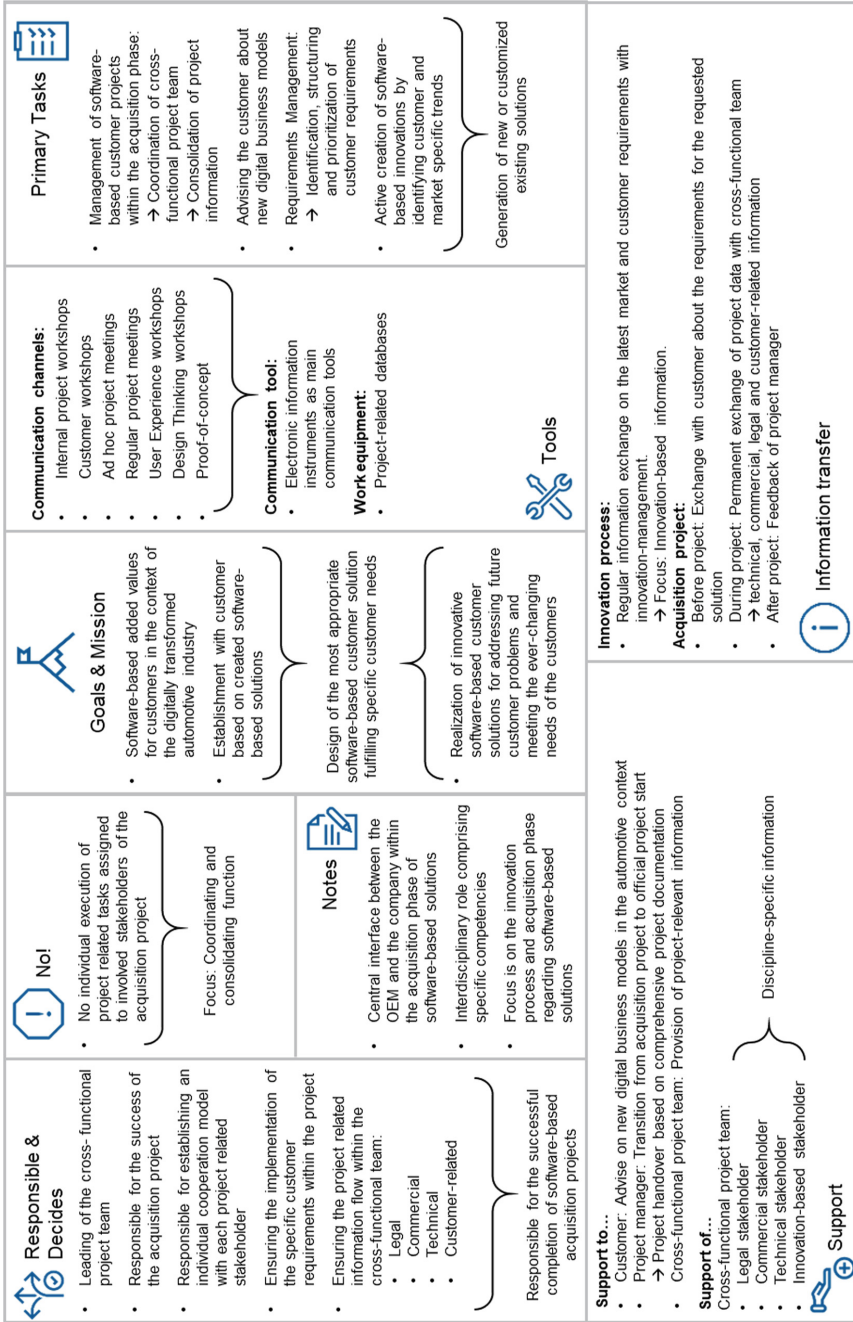 Responsible &
Decides
• Leading of the cross- functional
project team
• Responsible for the success of
the acquisition project
• Responsible for establishing an
individual cooperation model
with each project related
stakeholder
• Ensuring the implementation of
the specific customer
requirements within the project
• Ensuring the project related
information flow within the
cross-functional team:
• Legal
• Commercial
• Technical
• Customer-related
Responsible for the successful
completion of software-based
acquisition projects
No!
• No individual execution of
project related tasks assigned
to involved stakeholders of the
acquisition project
Focus: Coordinating and
consolidating function
Notes
• Central interface between the
OEM and the company within
the acquisition phase of
software-based solutions
• Interdisciplinary role comprising
specific competencies
• Focus is on the innovation
process and acquisition phase
regarding software-based
solutions
Goals & Mission
• Software-based added values
for customers in the context of
the digitally transformed
automotive industry
• Establishment with customer
based on created software-
based solutions
Design of the most appropriate
software-based customer solution
fulfilling specific customer needs
• Realization of innovative
software-based customer
solutions for addressing future
customer problems and
meeting the ever-changing
needs of the customers
Communication channels:
• Internal project workshops
• Customer workshops
• Ad hoc project meetings
• Regular project meetings
• User Experience workshops
• Design Thinking workshops
• Proof-of-concept
Communication tool:
• Electronic information
instruments as main
communication tools
Work equipment:
• Project-related databases
Tools
Primary Tasks
• Management of software-
based customer projects
within the acquisition phase:
→ Coordination of cross-
functional project team
→ Consolidation of project
information
• Advising the customer about
new digital business models
• Requirements Management:
→ Identification, structuring
and prioritization of
customer requirements
• Active creation of software-
based innovations by
identifying customer and
market specific trends
Generation of new or customized
existing solutions
Support to...
• Customer: Advise on new digital business models in the automotive context
• Project manager: Transition from acquisition project to official project start
→ Project handover based on comprehensive project documentation
• Cross-functional project team: Provision of project-relevant information
Support of...
Cross-functional project team:
• Legal stakeholder
• Commercial stakeholder
• Technical stakeholder
• Innovation-based stakeholder
Discipline-specific information
Support
Innovation process:
• Regular information exchange on the latest market and customer requirements with
innovation-management.
→ Focus: Innovation-based information.
Acquisition project:
• Before project: Exchange with customer about the requirements for the requested
solution
• During project: Permanent exchange of project data with cross-functional team
→ technical, commercial, legal and customer-related information
• After project: Feedback of project manager
Information transfer